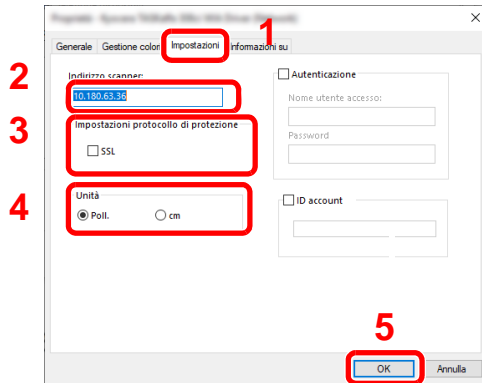 1
Generale Gestione colori Impostazioni Informazioni su
2
Indirizzo scanner:
10.180.63.36
Autenticazione
Nome utente accesso:
Password
3
Impostazioni protocollo di protezione
SSL
4
Unità
Poll. cm
ID account
5
OK Annulla